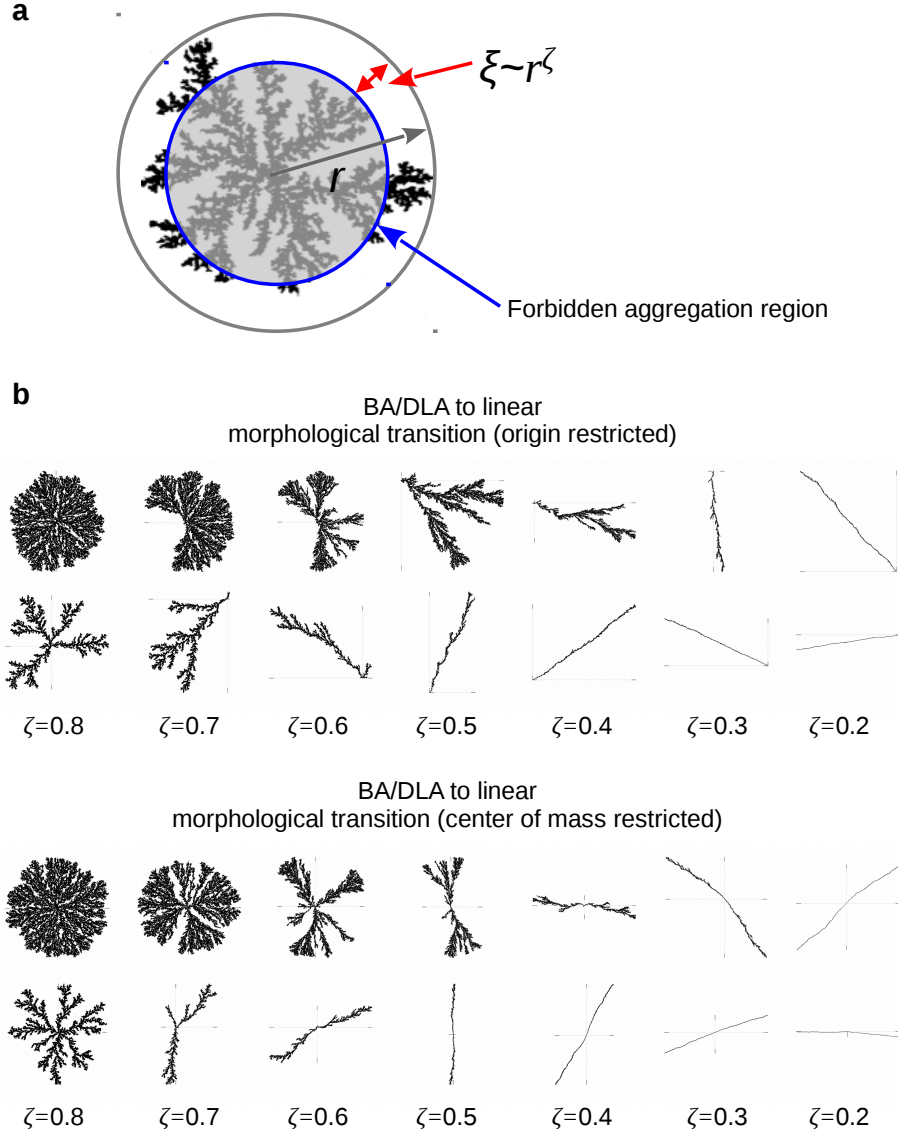 a
ξ~r^ζ
r
Forbidden aggregation region
b
BA/DLA to linear
morphological transition (origin restricted)
ζ=0.8 ζ=0.7 ζ=0.6 ζ=0.5 ζ=0.4 ζ=0.3 ζ=0.2
BA/DLA to linear
morphological transition (center of mass restricted)
ζ=0.8 ζ=0.7 ζ=0.6 ζ=0.5 ζ=0.4 ζ=0.3 ζ=0.2